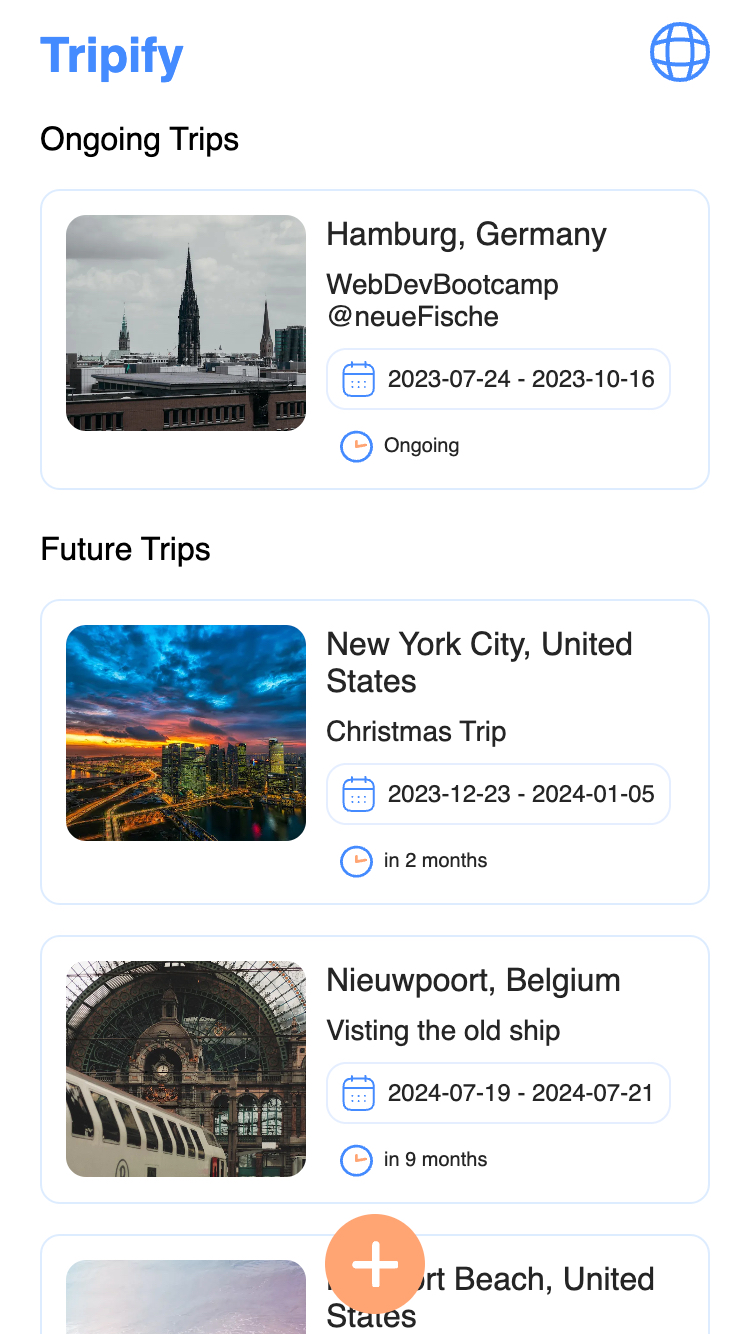 Tripify
Ongoing Trips
Hamburg, Germany
WebDevBootcamp
@neueFische
2023-07-24 - 2023-10-16
Ongoing
Future Trips
New York City, United
States
Christmas Trip
2023-12-23 - 2024-01-05
in 2 months
Nieuwpoort, Belgium
Visting the old ship
2024-07-19 - 2024-07-21
in 9 months
Beach, United
States